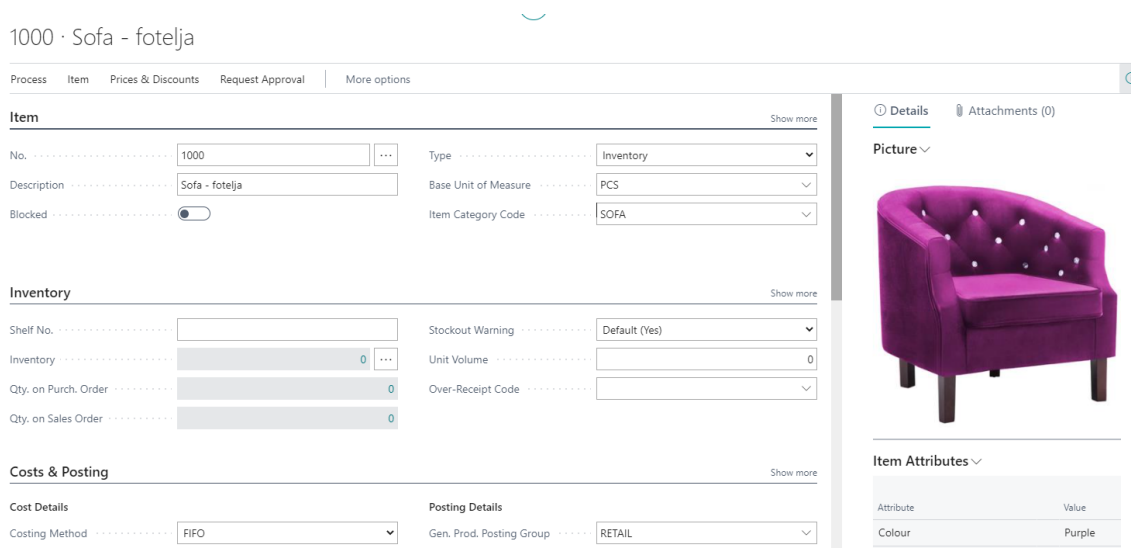 1000 · Sofa - fotelja
Process Item Prices & Discounts Request Approval More options
Item Show more
No. 1000
Description Sofa - fotelja
Blocked
Type Inventory
Base Unit of Measure PCS
Item Category Code SOFA
Inventory Show more
Shelf No.
Inventory 0
Qty. on Purch. Order 0
Qty. on Sales Order 0
Stockout Warning Default (Yes)
Unit Volume 0
Over-Receipt Code
Costs & Posting Show more
Cost Details
Costing Method FIFO
Posting Details
Gen. Prod. Posting Group RETAIL
Details Attachments (0)
Picture
Item Attributes
Attribute Value
Colour Purple